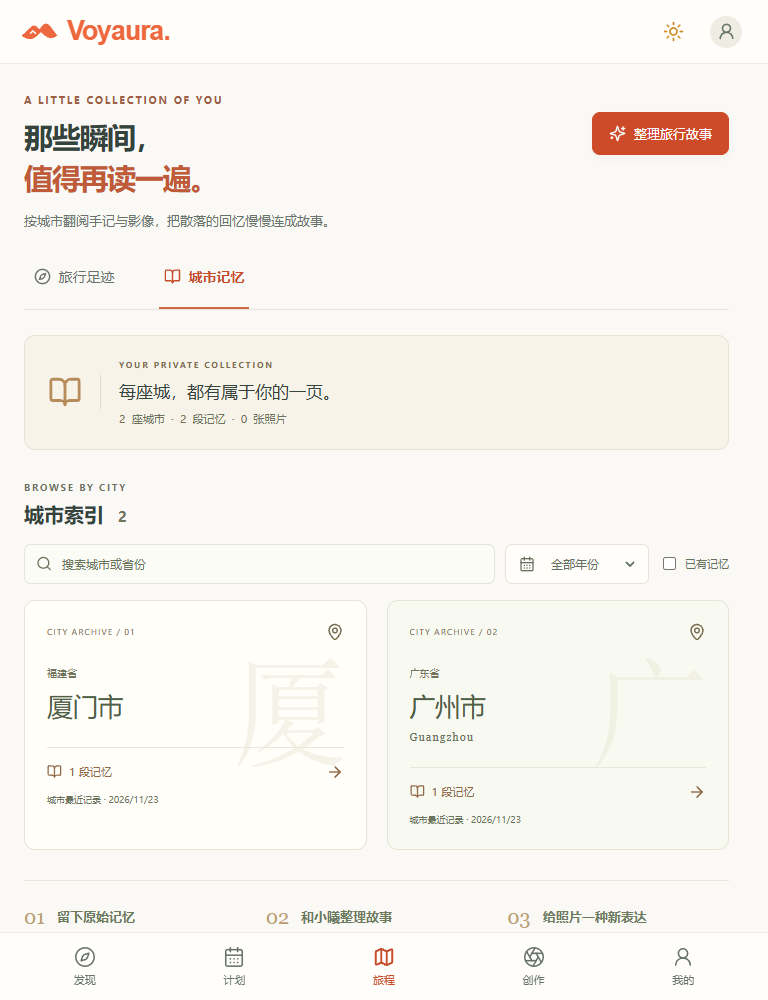 Voyaura.
A LITTLE COLLECTION OF YOU
那些瞬间，
值得再读一遍。
整理旅行故事
按城市翻阅手记与影像，把散落的回忆慢慢连成故事。
旅行足迹
城市记忆
YOUR PRIVATE COLLECTION
每座城，都有属于你的一页。
2 座城市 · 2 段记忆 · 0 张照片
BROWSE BY CITY
城市索引 2
搜索城市或省份
全部年份
已有记忆
CITY ARCHIVE / 01
福建省
厦门市
厦
1 段记忆
城市最近记录 · 2026/11/23
CITY ARCHIVE / 02
广东省
广州市
广
Guangzhou
1 段记忆
城市最近记录 · 2026/11/23
01 留下原始记忆
02 和小曦整理故事
03 给照片一种新表达
发现
计划
旅程
创作
我的